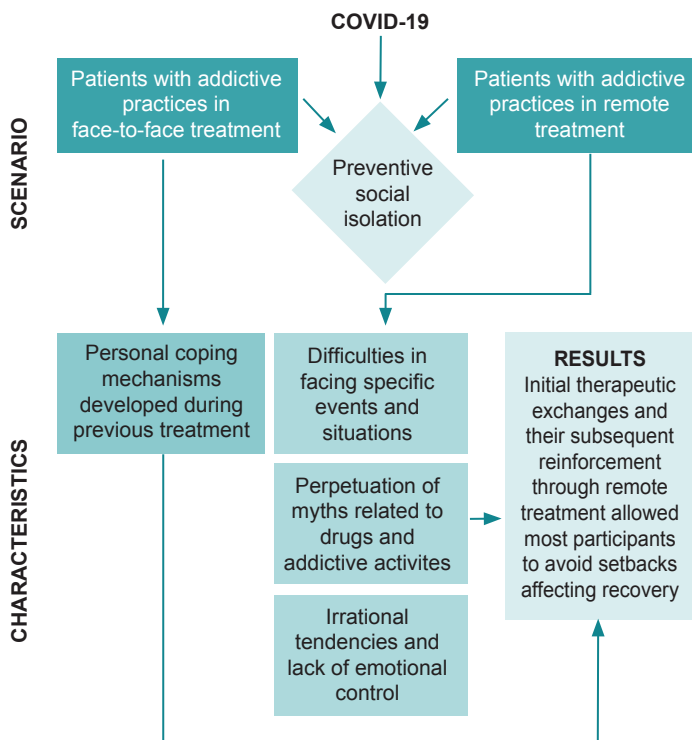 COVID-19
Patients with addictive
practices in
face-to-face treatment
Patients with addictive
practices in remote
treatment
Preventive
social
isolation
SCENARIO
Personal coping
mechanisms
developed during
previous treatment
Difficulties in
facing specific
events and
situations
Perpetuation of
myths related to
drugs and
addictive activites
Irrational
tendencies and
lack of emotional
control
RESULTS
Initial therapeutic
exchanges and
their subsequent
reinforcement
through remote
treatment allowed
most participants
to avoid setbacks
affecting recovery
CHARACTERISTICS